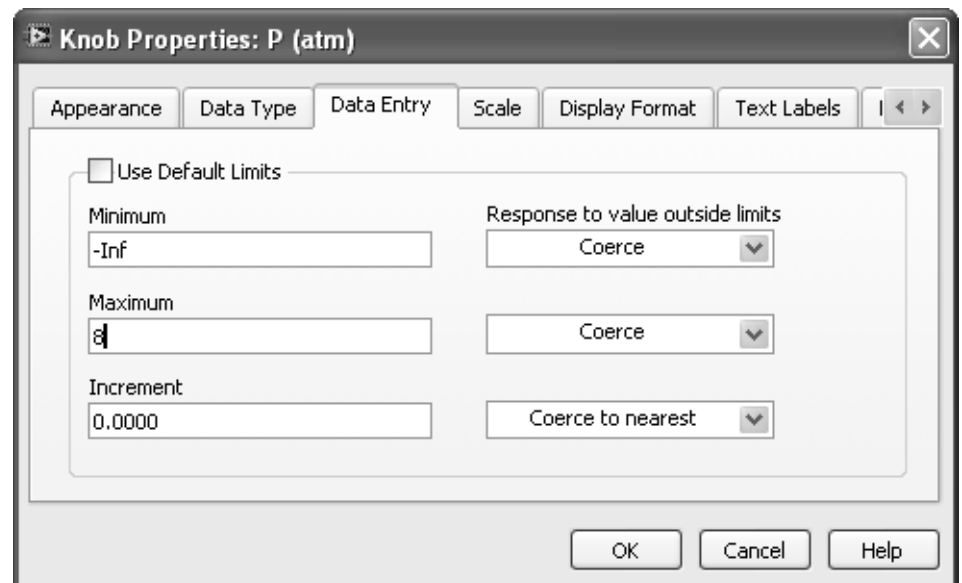 Knob Properties: P (atm)
Appearance Data Type Data Entry Scale Display Format Text Labels
Use Default Limits
Minimum Response to value outside limits
-Inf Coerce
Maximum
8 Coerce
Increment
0.0000 Coerce to nearest
OK Cancel Help